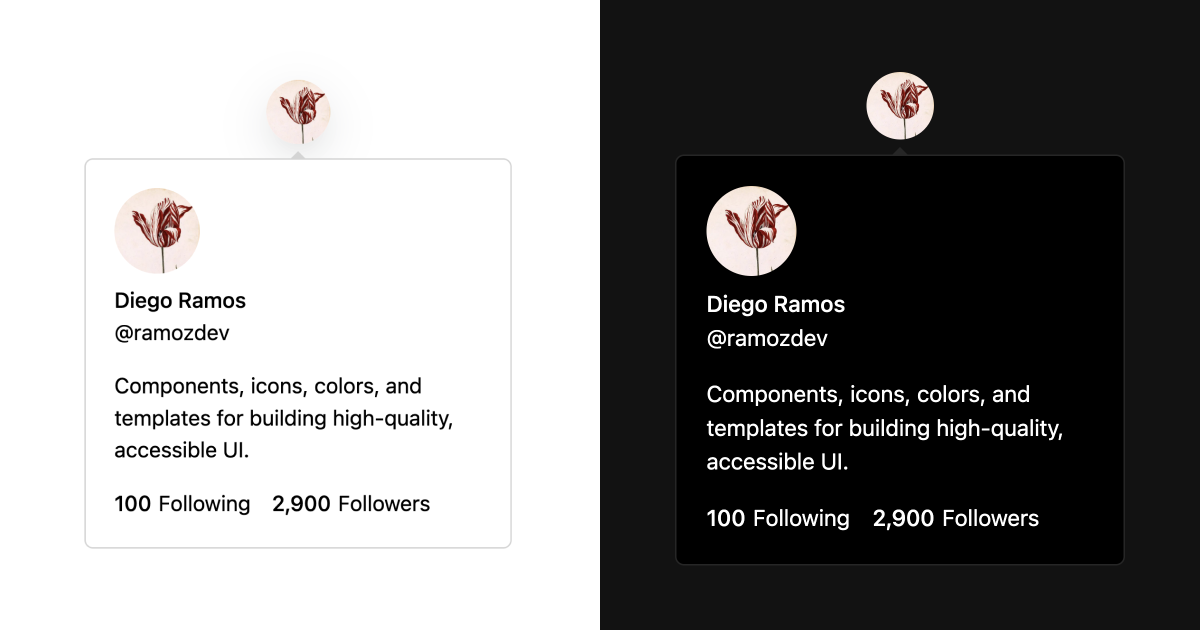 Diego Ramos
@ramozdev
Components, icons, colors, and
templates for building high-quality,
accessible UI.
100 Following 2,900 Followers
Diego Ramos
@ramozdev
Components, icons, colors, and
templates for building high-quality,
accessible UI.
100 Following 2,900 Followers